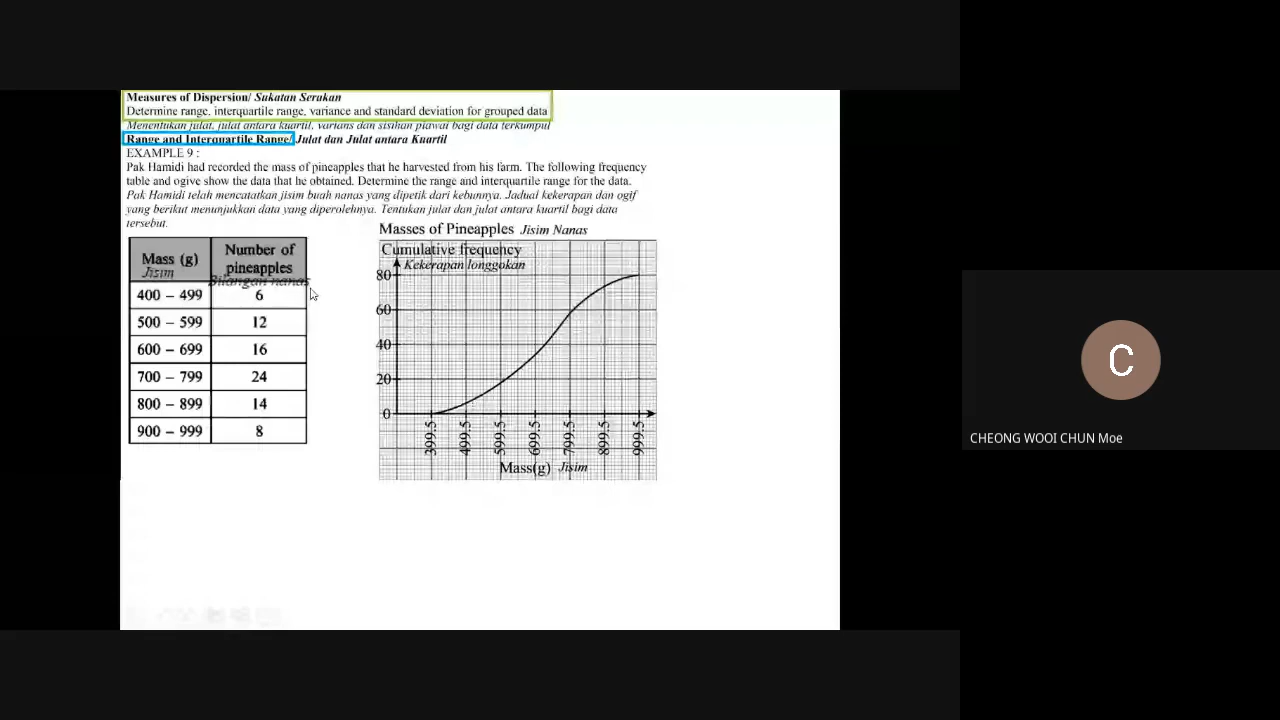 Measures of Dispersion/ Sukatan Serakan
Determine range, interquartile range, variance and standard deviation for grouped data
Menentukan julat, julat antara kuartil, varians dan sisihan piawai bagi data terkumpul
Range and Interquartile Range/ Julat dan Julat antara Kuartil
EXAMPLE 9 :
Pak Hamidi had recorded the mass of pineapples that he harvested from his farm. The following frequency
table and ogive show the data that he obtained. Determine the range and interquartile range for the data.
Pak Hamidi telah mencatatkan jisim buah nanas yang dipetik dari kebunnya. Jadual kekerapan dan ogif
yang berikut menunjukkan data yang diperolehnya. Tentukan julat dan julat antara kuartil bagi data
tersebut.
Mass (g) Number of pineapples
Jisim Bilangan nanas
400 – 499 6
500 – 599 12
600 – 699 16
700 – 799 24
800 – 899 14
900 – 999 8
Masses of Pineapples Jisim Nanas
Cumulative frequency
Kekerapan longgokan
80
60
40
20
0
399.5 499.5 599.5 699.5 799.5 899.5 999.5
Mass(g) Jisim
C
CHEONG WOOI CHUN Moe